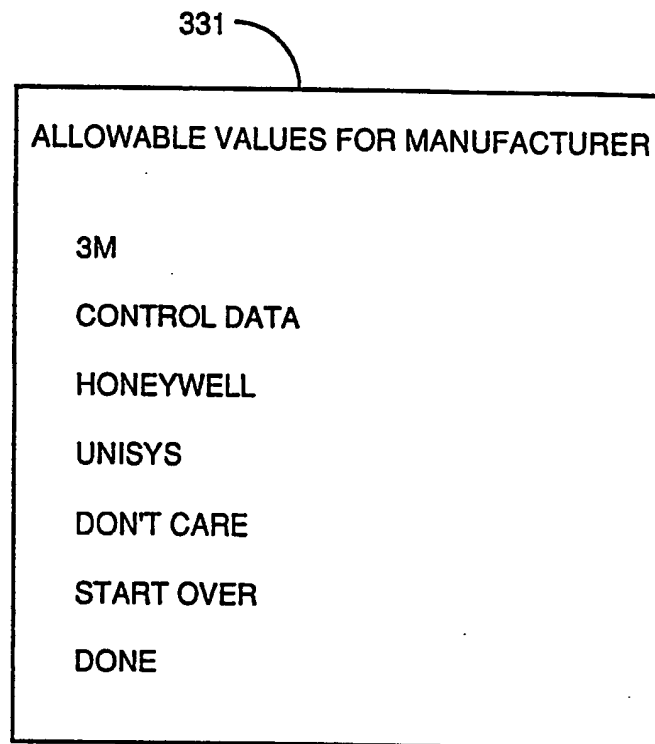 331
ALLOWABLE VALUES FOR MANUFACTURER
3M
CONTROL DATA
HONEYWELL
UNISYS
DON'T CARE
START OVER
DONE